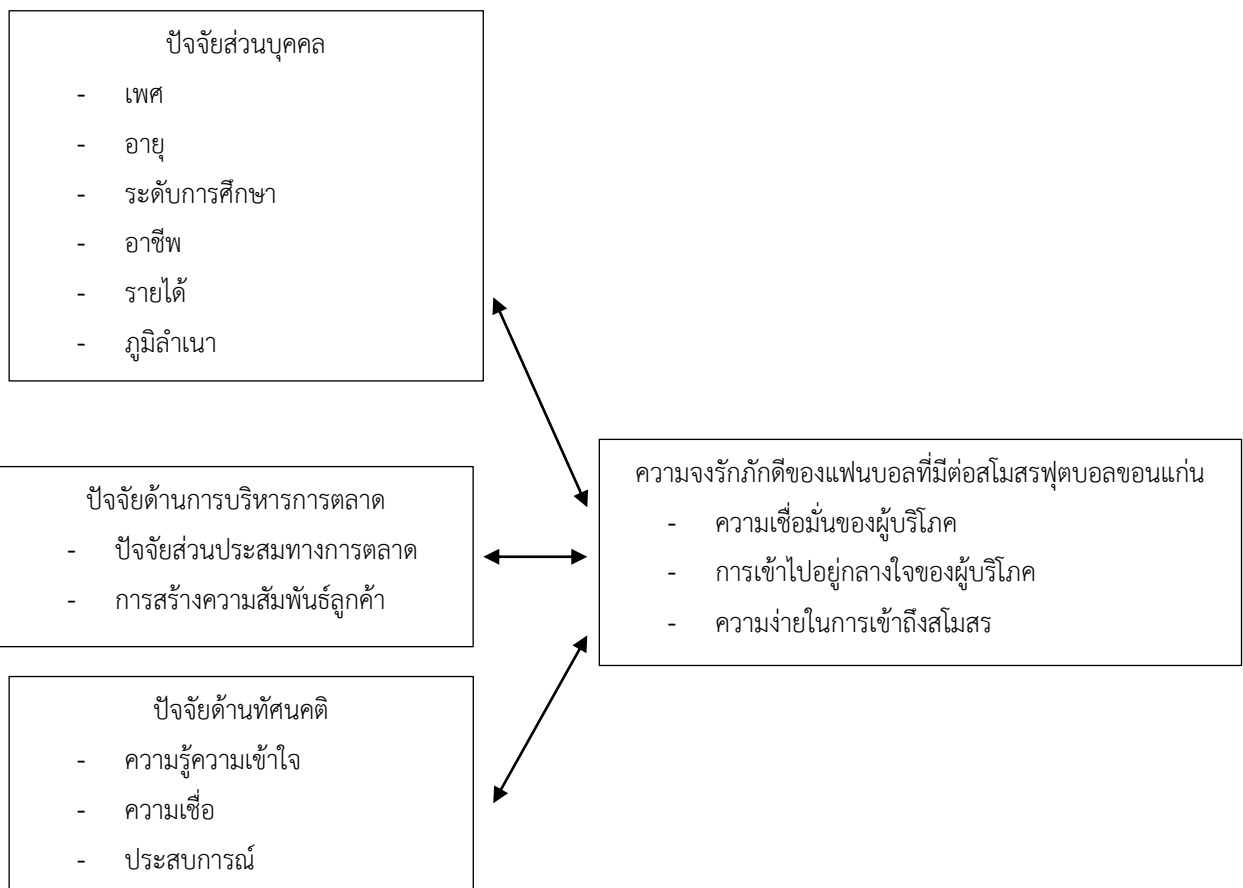 ปัจจัยส่วนบุคคล
- เพศ
- อายุ
- ระดับการศึกษา
- อาชีพ
- รายได้
- ภูมิลำเนา
ปัจจัยด้านการบริหารการตลาด
- ปัจจัยส่วนประสมทางการตลาด
- การสร้างความสัมพันธ์ลูกค้า
ปัจจัยด้านทัศนคติ
- ความรู้ความเข้าใจ
- ความเชื่อ
- ประสบการณ์
ความจงรักภักดีของแฟนบอลที่มีต่อสโมสรฟุตบอลขอนแก่น
- ความเชื่อมั่นของผู้บริโภค
- การเข้าไปอยู่กลางใจของผู้บริโภค
- ความง่ายในการเข้าถึงสโมสร